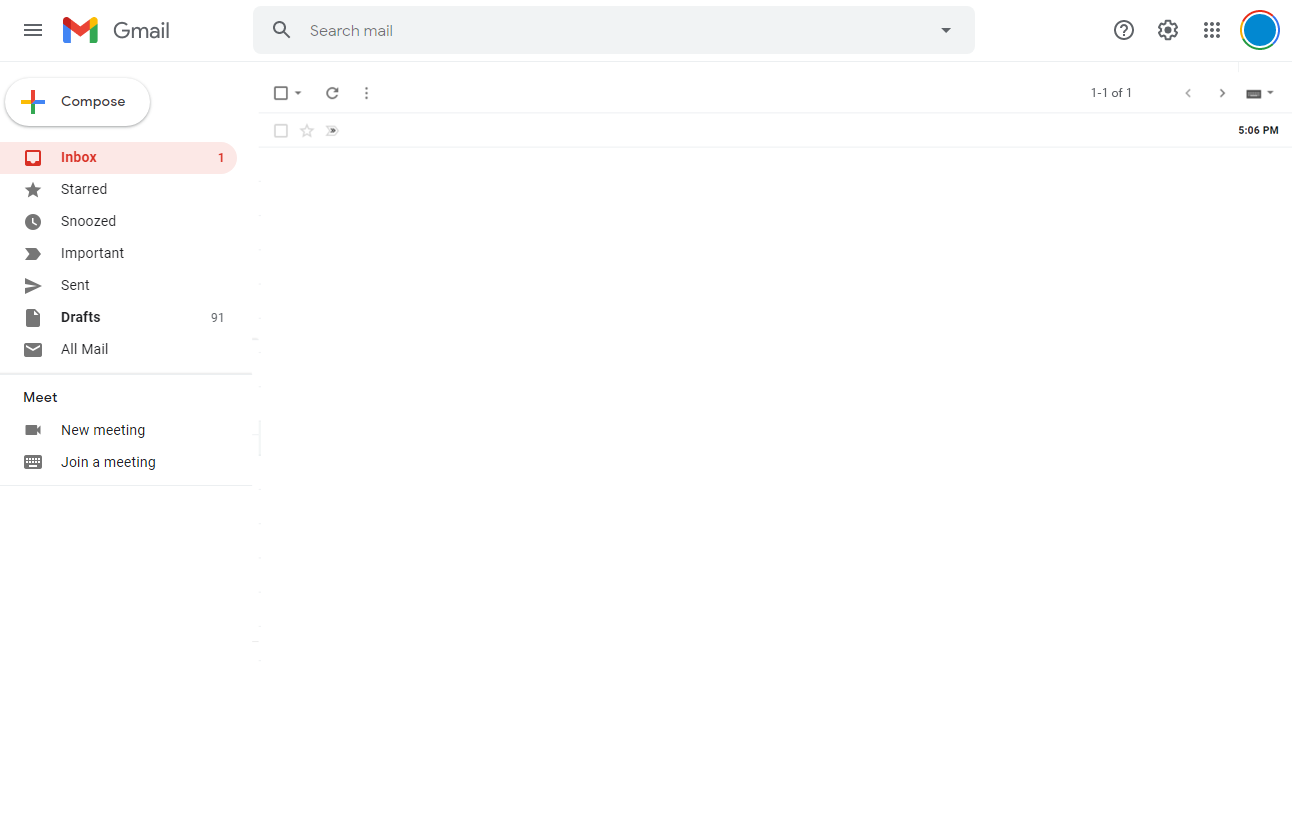 Gmail
Search mail
Compose
1-1 of 1
5:06 PM
Inbox 1
Starred
Snoozed
Important
Sent
Drafts 91
All Mail
Meet
New meeting
Join a meeting